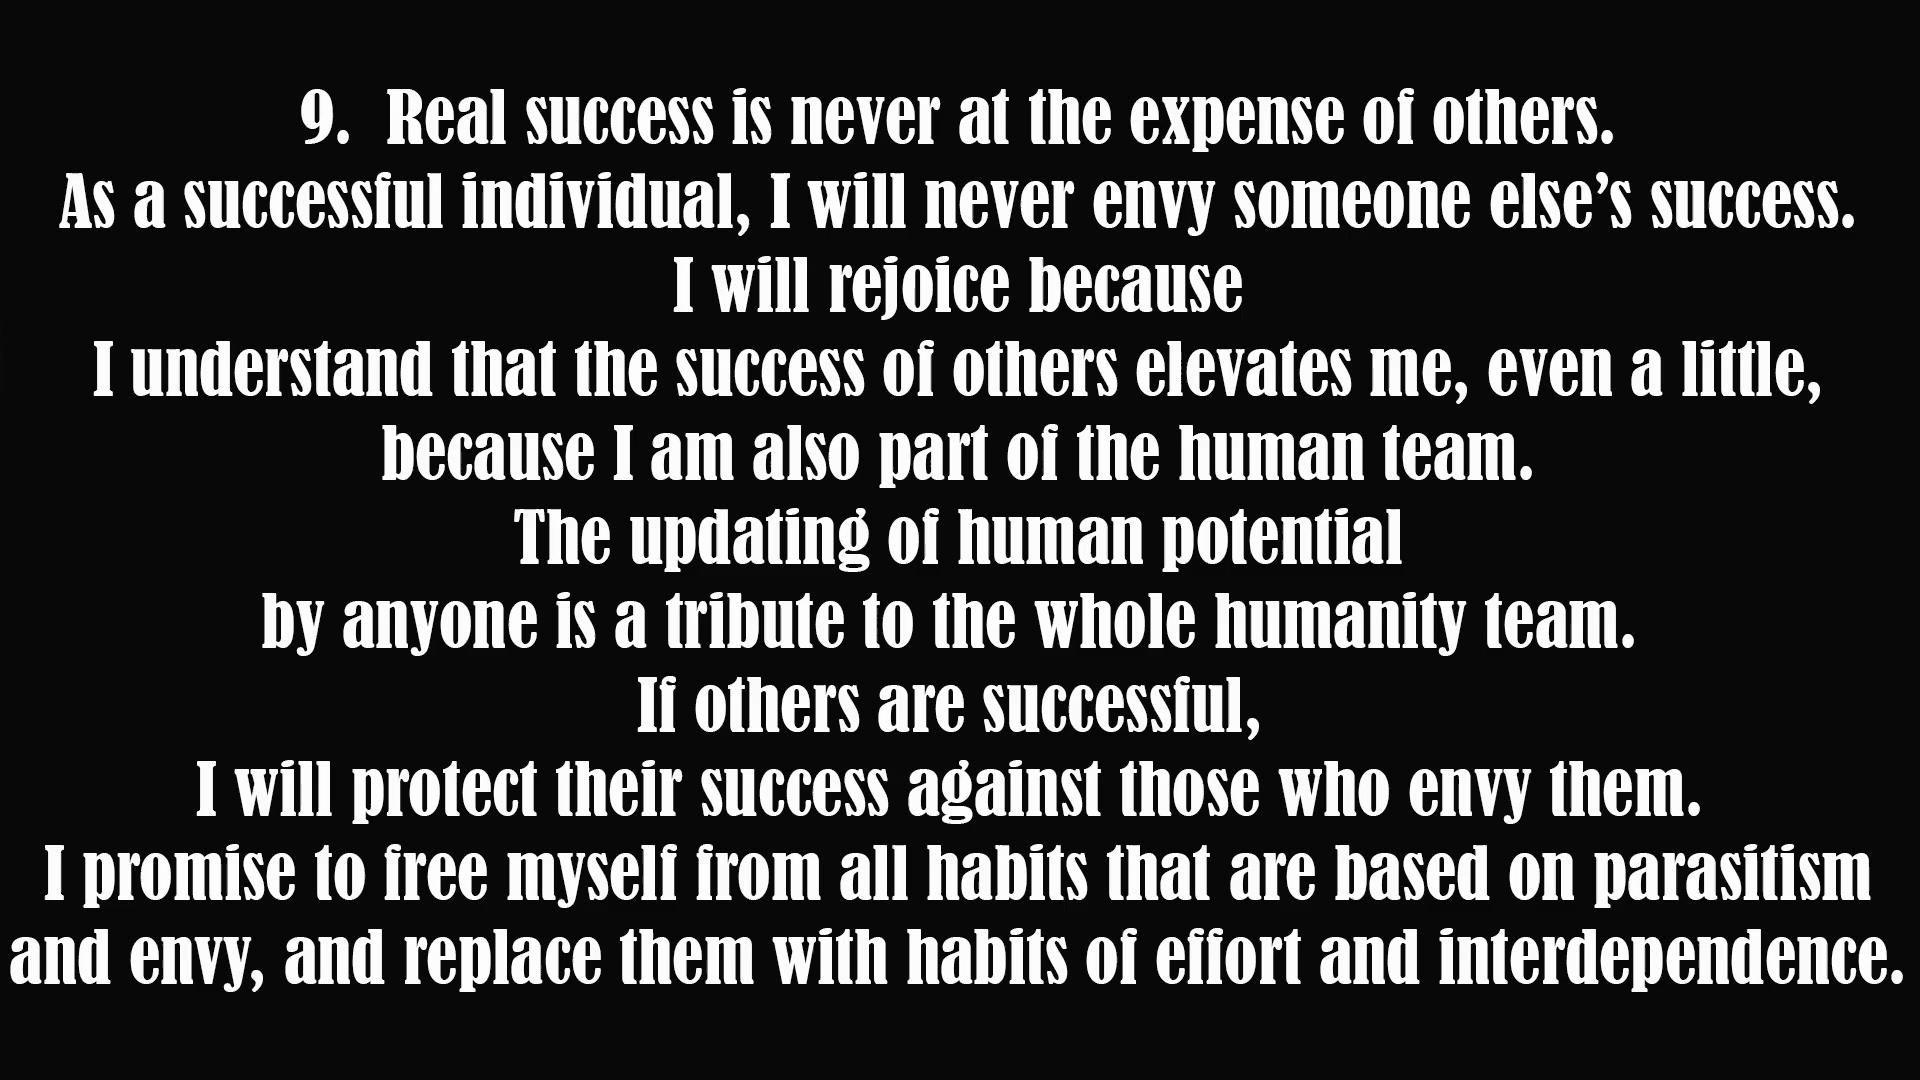 9.  Real success is never at the expense of others.
As a successful individual, I will never envy someone else’s success.
I will rejoice because
I understand that the success of others elevates me, even a little,
because I am also part of the human team.
The updating of human potential
by anyone is a tribute to the whole humanity team.
If others are successful,
I will protect their success against those who envy them.
I promise to free myself from all habits that are based on parasitism
and envy, and replace them with habits of effort and interdependence.